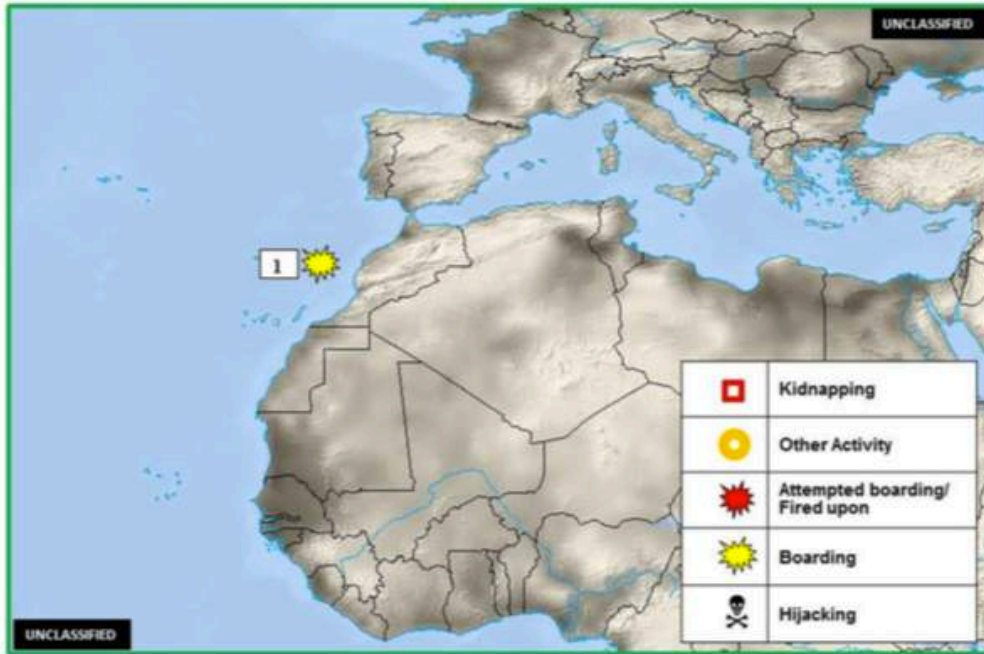 UNCLASSIFIED
1
Kidnapping
Other Activity
Attempted boarding/
Fired upon
Boarding
Hijacking
UNCLASSIFIED